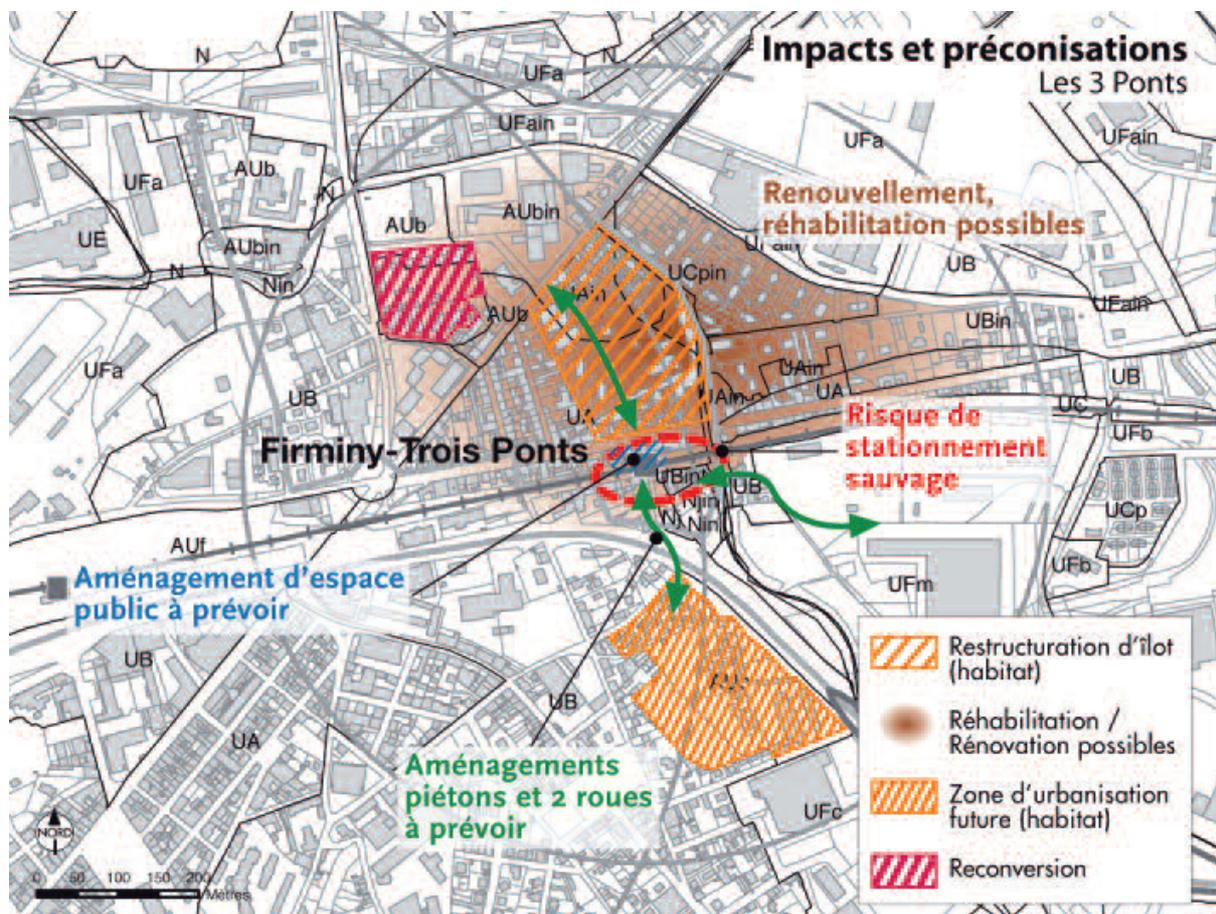 Impacts et préconisations
Les 3 Ponts
N
N
UFa
UFain
UFa
UFain
AUb
UFa
N
AUbin
UE
AUbin
N
Nin
AUb
Renouvellement,
réhabilitation possibles
UB
UCpin
UFain
AUb
UBin
UFa
UB
UAin
UA
UB
UAin
UC
UFb
Firminy-Trois Ponts
Risque de
stationnement
sauvage
UBin
UB
Njin
Nin
UCp
AUf
UFb
UFm
Aménagement d'espace
public à prévoir
UB
UB
UA
Aménagements
piétons et 2 roues
à prévoir
UFc
Restructuration d'îlot
(habitat)
Réhabilitation /
Rénovation possibles
Zone d'urbanisation
future (habitat)
Reconversion
NORD
0 50 100 150 200
Mètres